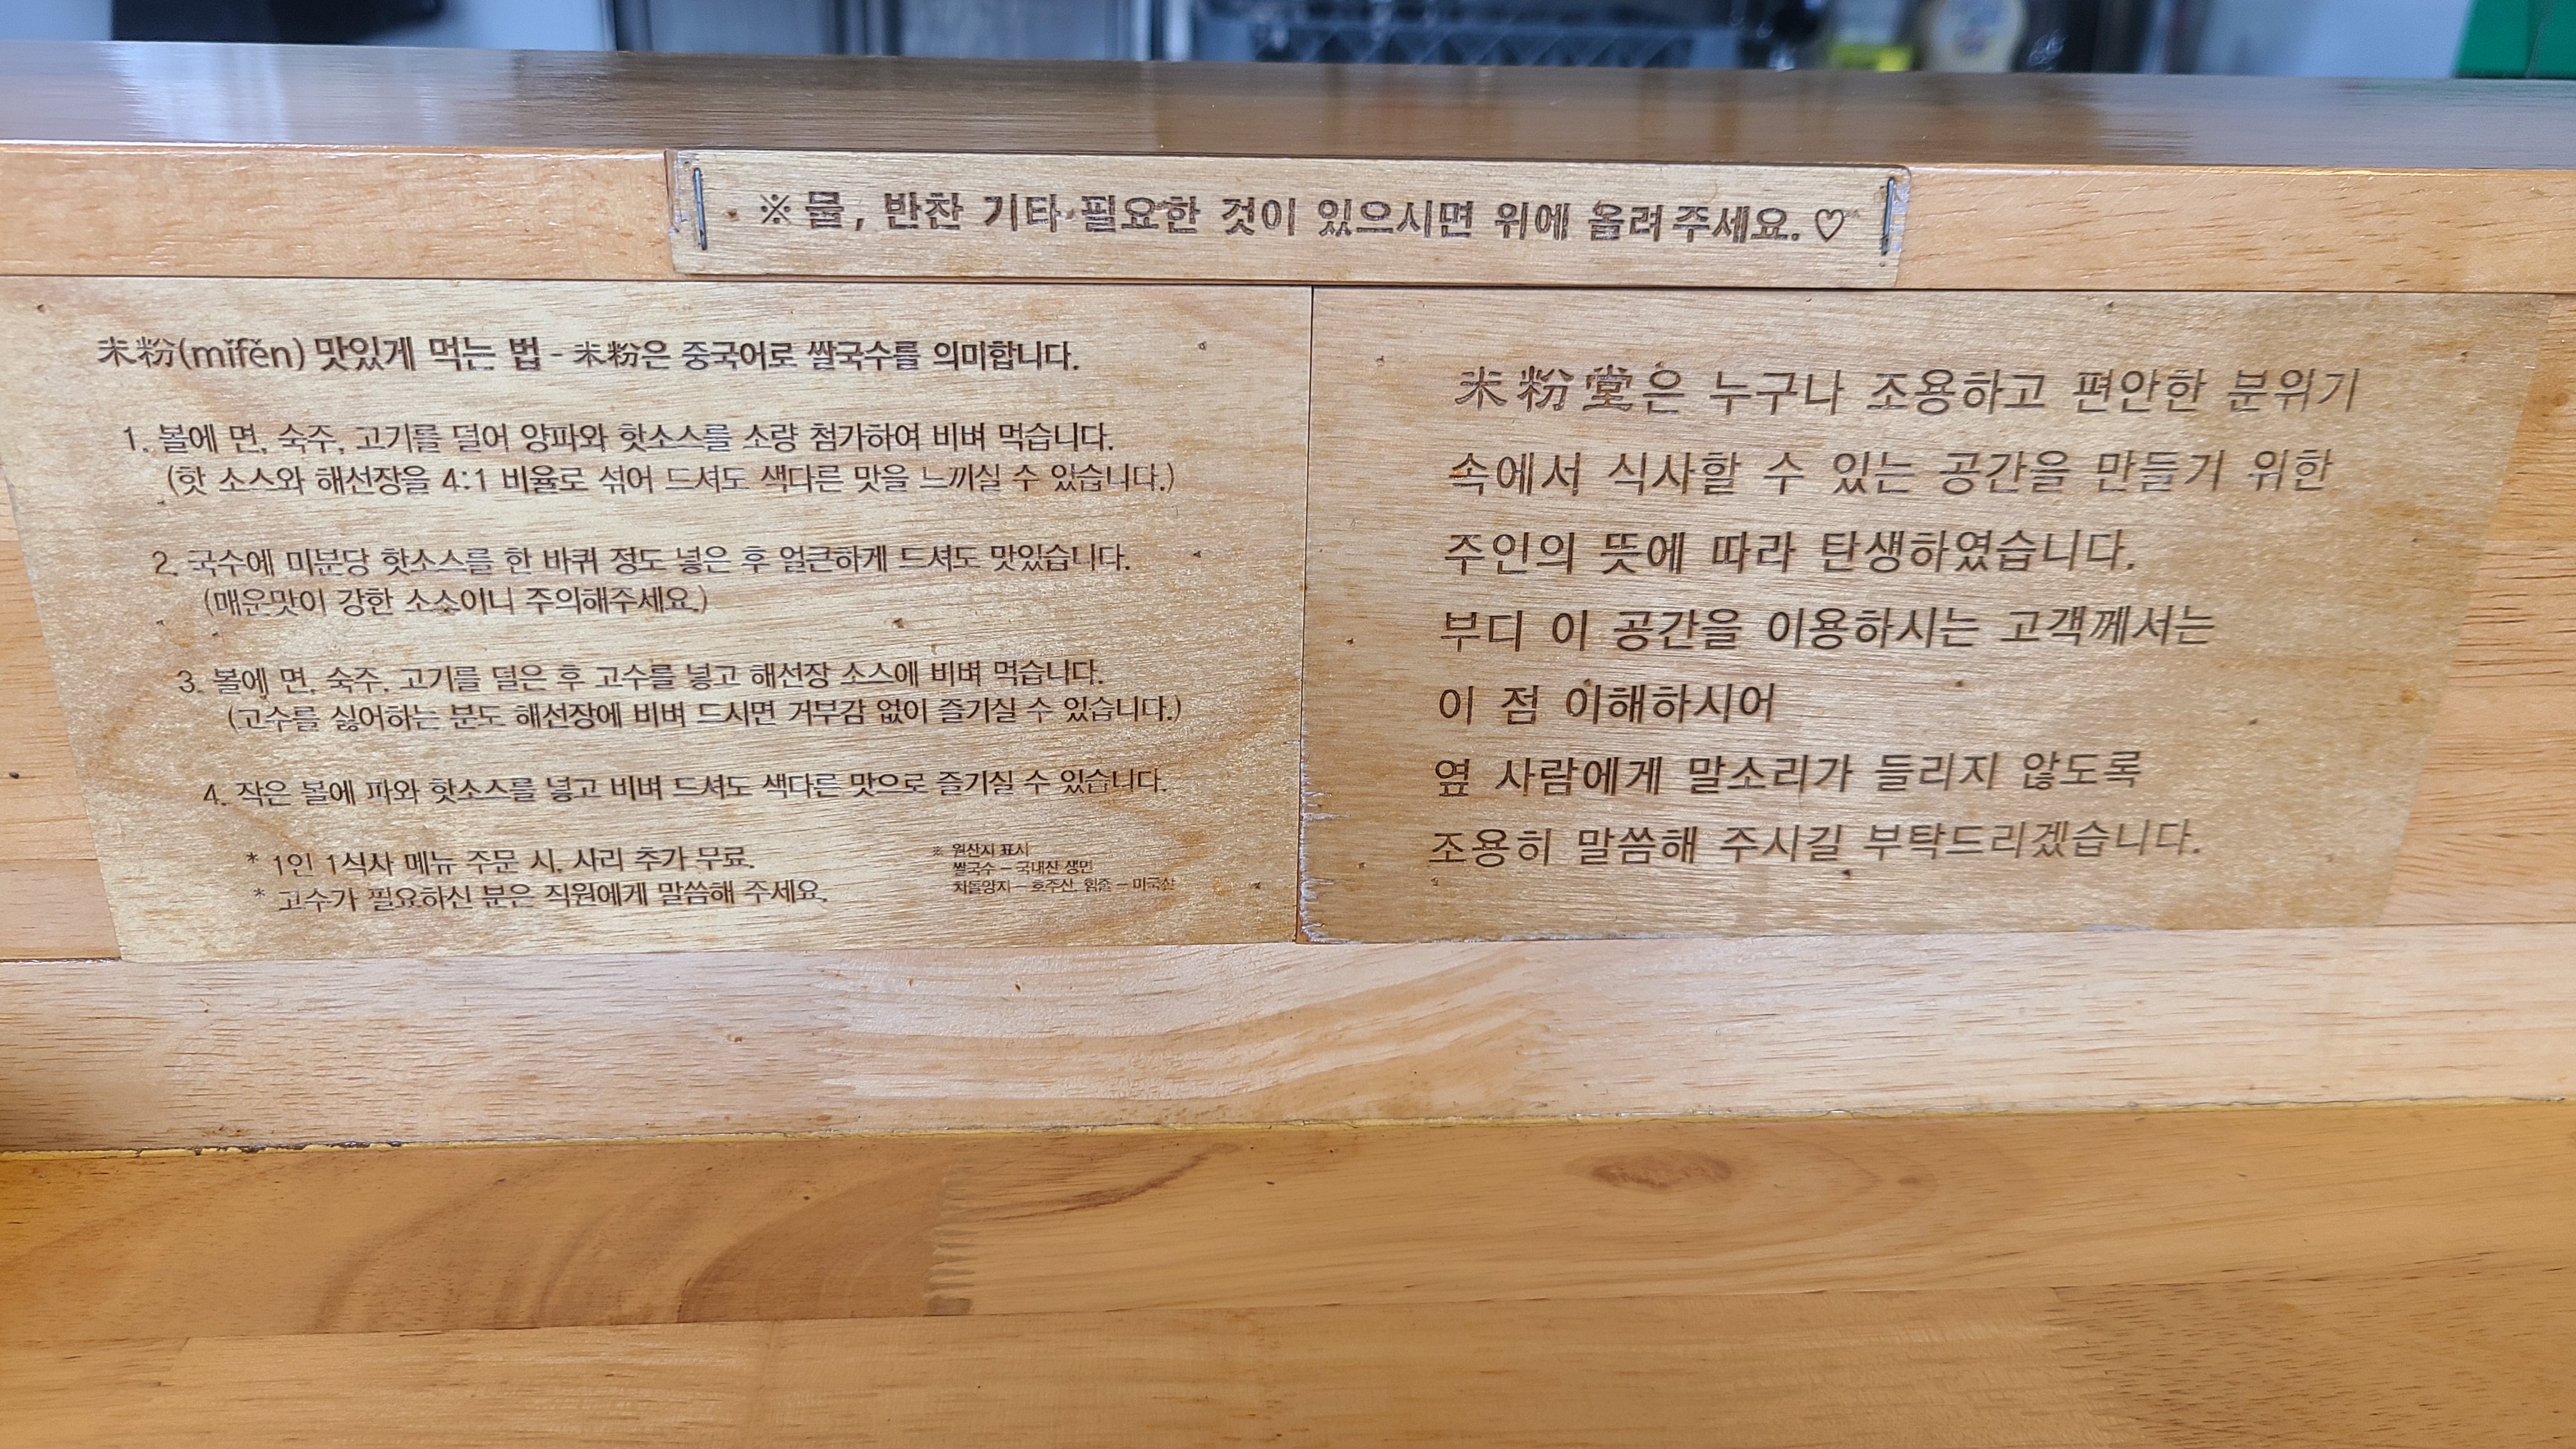 ※물, 반찬 기타 필요한 것이 있으시면 위에 올려주세요.♡
米粉(mǐfěn) 맛있게 먹는 법 - 米粉은 중국어로 쌀국수를 의미합니다.
1. 볼에 면, 숙주, 고기를 덜어 양파와 핫소스를 소량 첨가하여 비벼 먹습니다.
(핫 소스와 해선장을 4:1 비율로 섞어 드셔도 색다른 맛을 느끼실 수 있습니다.)
2. 국수에 미분당 핫소스를 한 바퀴 정도 넣은 후 얼큰하게 드셔도 맛있습니다.
(매운맛이 강한 소스이니 주의해주세요.)
3. 볼에 면, 숙주, 고기를 덜은 후 고수를 넣고 해선장 소스에 비벼 먹습니다.
(고수를 싫어하는 분도 해선장에 비벼 드시면 거부감 없이 즐기실 수 있습니다.)
4. 작은 볼에 파와 핫소스를 넣고 비벼 드셔도 색다른 맛으로 즐기실 수 있습니다.
* 1인 1식사 메뉴 주문 시, 사리 추가 무료.
* 고수가 필요하신 분은 직원에게 말씀해 주세요.
※ 원산지 표시
쌀국수 - 국내산 생면
차돌양지 - 호주산, 힘줄 - 미국산
米粉堂은 누구나 조용하고 편안한 분위기
속에서 식사할 수 있는 공간을 만들기 위한
주인의 뜻에 따라 탄생하였습니다.
부디 이 공간을 이용하시는 고객께서는
이 점 이해하시어
옆 사람에게 말소리가 들리지 않도록
조용히 말씀해 주시길 부탁드리겠습니다.